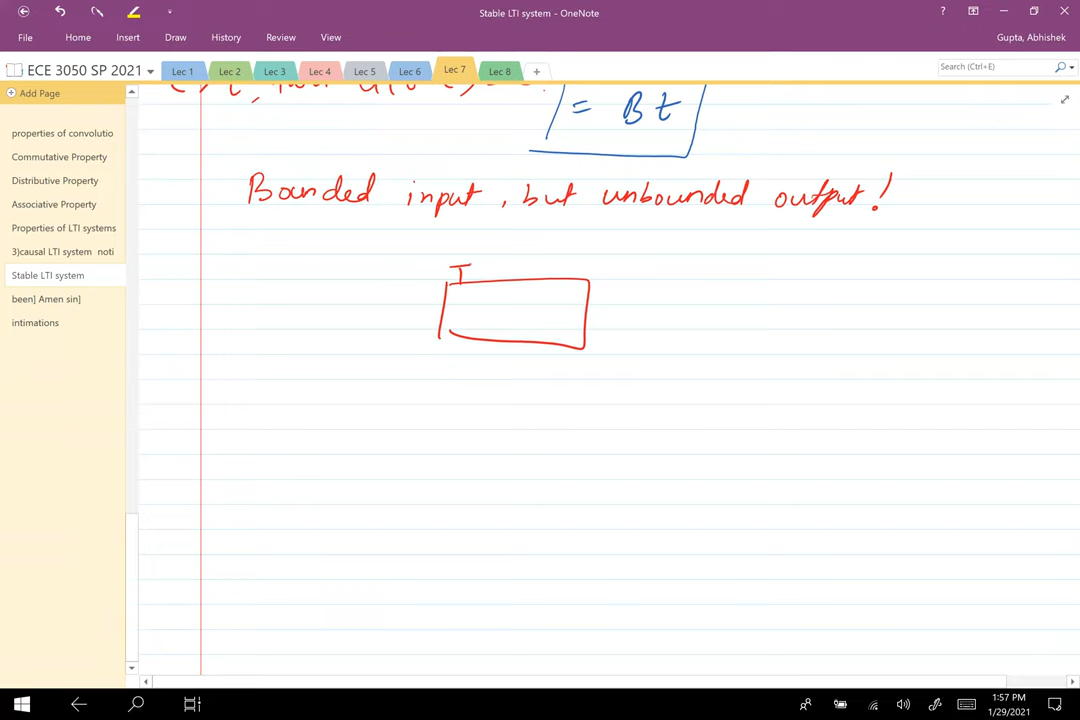 Stable LTI system - OneNote
Gupta, Abhishek
File Home Insert Draw History Review View
ECE 3050 SP 2021
Lec 1 Lec 2 Lec 3 Lec 4 Lec 5 Lec 6 Lec 7 Lec 8
Search (Ctrl+E)
Add Page
properties of convolutio
Commutative Property
Distributive Property
Associative Property
Properties of LTI systems
3)causal LTI system noti
Stable LTI system
been] Amen sin]
intimations
= Bt
Bounded input, but unbounded output!
I
1:57 PM
1/29/2021